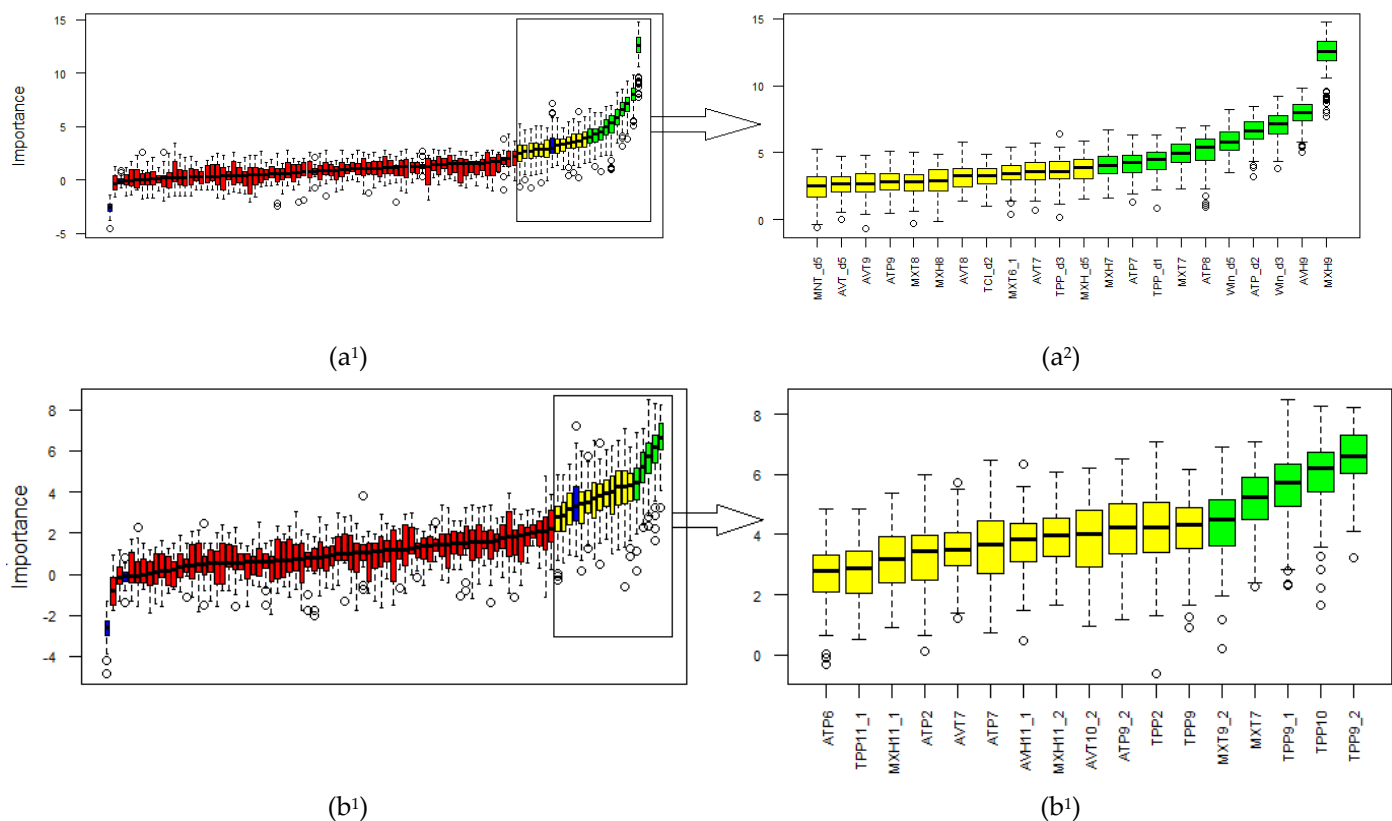 15
10
5
0
-5
Importance
15
10
5
0
MNT_d5
AVT_d5
AVT9
ATP9
MXT8
MXH8
AVT8
TCI_d2
MXT6_1
AVT7
TPP_d3
MXH_d5
MXH7
ATP7
TPP_d1
MXT7
ATP8
WIn_d5
ATP_d2
WIn_d3
AVH9
MXH9
(a¹)
(a²)
8
6
4
2
0
-2
-4
Importance
8
6
4
2
0
ATP6
TPP11_1
MXH11_1
ATP2
AVT7
ATP7
AVH11_1
MXH11_2
AVT10_2
ATP9_2
TPP2
TPP9
MXT9_2
MXT7
TPP9_1
TPP10
TPP9_2
(b¹)
(b¹)